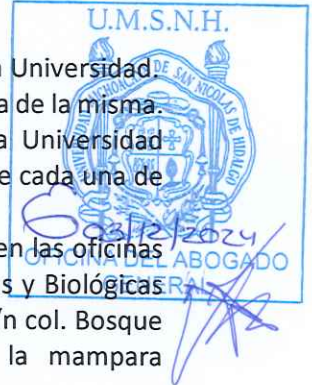 U.M.S.N.H.
Universidad.
a de la misma.
a Universidad
e cada una de
03/12/2024
en las oficinas
OFICINA DEL ABOGADO
s y Biológicas
GENERAL
/n col. Bosque
la mampara